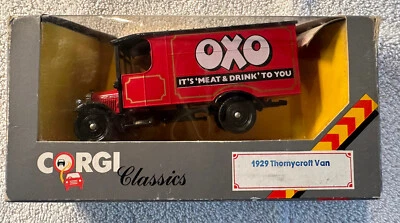 OXO
IT'S 'MEAT & DRINK' TO YOU
CORGI
Classics
1929 Thornycroft Van